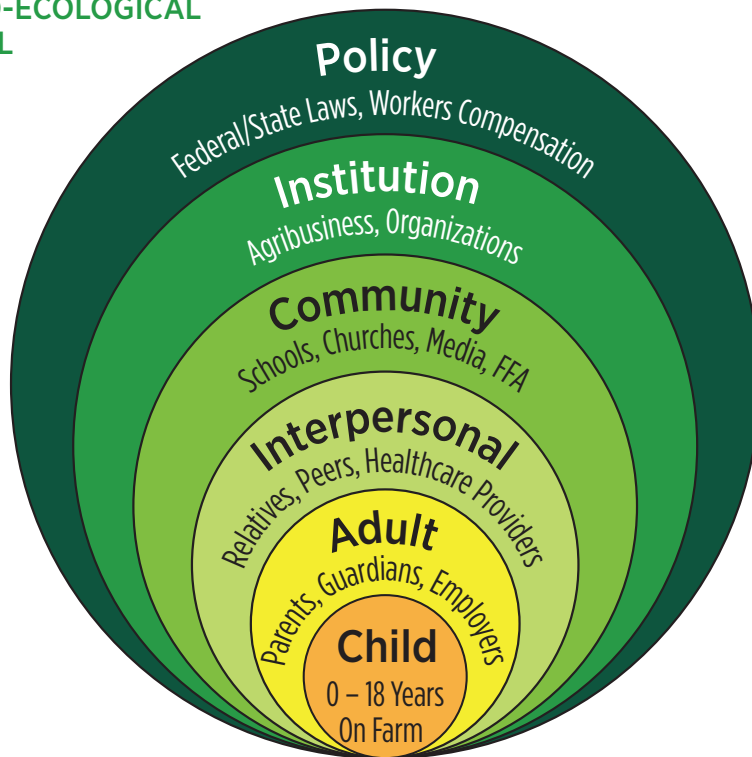 -ECOLOGICAL
L
Policy
Federal/State Laws, Workers Compensation
Institution
Agribusiness, Organizations
Community
Schools, Churches, Media, FFA
Interpersonal
Relatives, Peers, Healthcare Providers
Adult
Parents, Guardians, Employers
Child
0 – 18 Years
On Farm